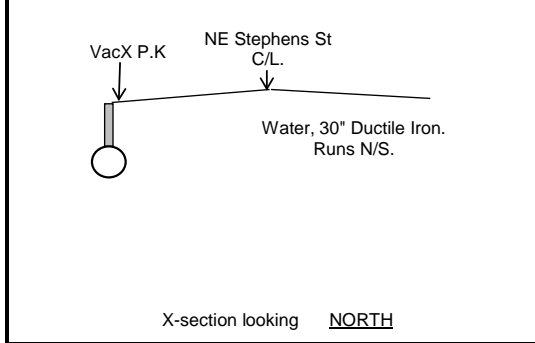 NE Stephens St
C/L.
VacX P.K
Water, 30" Ductile Iron.
Runs N/S.
X-section looking NORTH